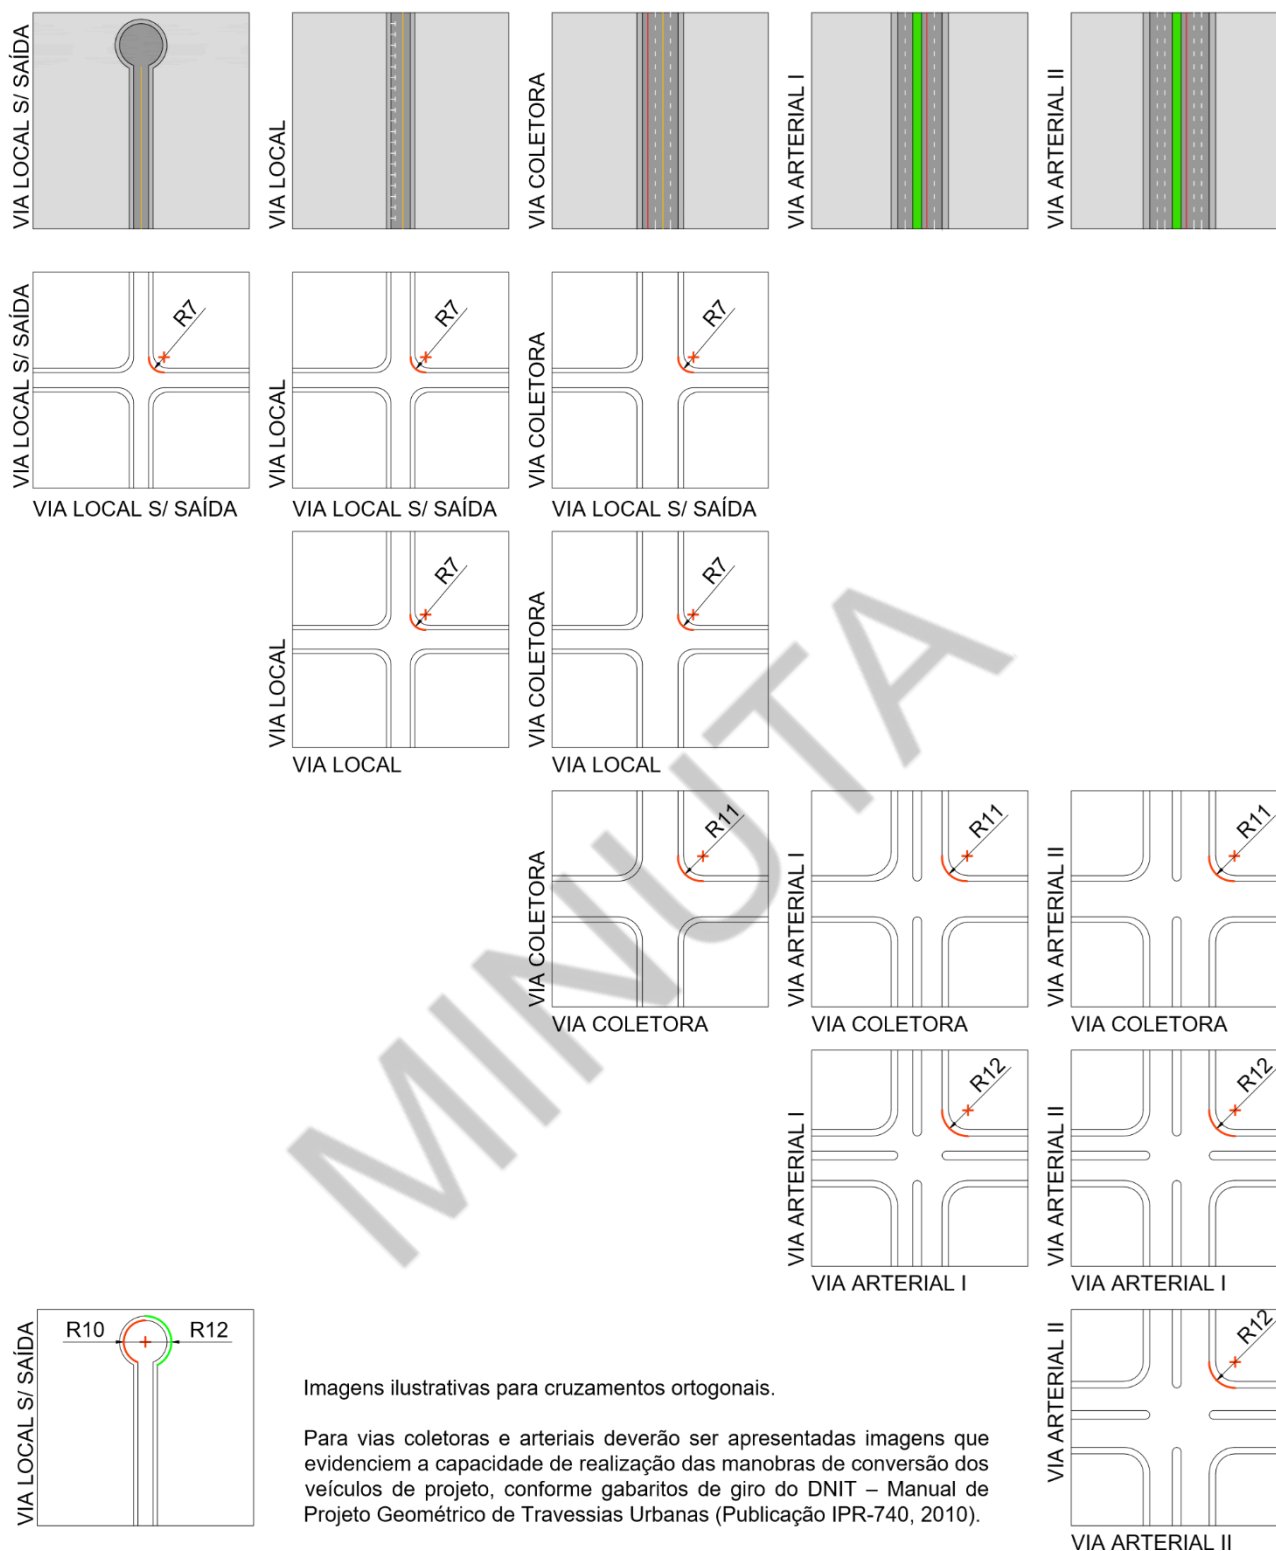 VIA LOCAL S/ SAÍDA
VIA LOCAL
VIA COLETORA
VIA ARTERIAL I
VIA ARTERIAL II
VIA LOCAL S/ SAÍDA
R7
VIA LOCAL S/ SAÍDA
VIA LOCAL
R7
VIA LOCAL S/ SAÍDA
VIA COLETORA
R7
VIA LOCAL S/ SAÍDA
VIA LOCAL
R7
VIA LOCAL
VIA COLETORA
R7
VIA LOCAL
VIA COLETORA
R11
VIA COLETORA
VIA ARTERIAL I
R11
VIA COLETORA
VIA ARTERIAL II
R11
VIA COLETORA
VIA ARTERIAL I
R12
VIA ARTERIAL I
VIA ARTERIAL II
R12
VIA ARTERIAL I
MINUTA
VIA LOCAL S/ SAÍDA
R10
R12
Imagens ilustrativas para cruzamentos ortogonais.
Para vias coletoras e arteriais deverão ser apresentadas imagens que
evidenciem a capacidade de realização das manobras de conversão dos
veículos de projeto, conforme gabaritos de giro do DNIT – Manual de
Projeto Geométrico de Travessias Urbanas (Publicação IPR-740, 2010).
VIA ARTERIAL II
R12
VIA ARTERIAL II